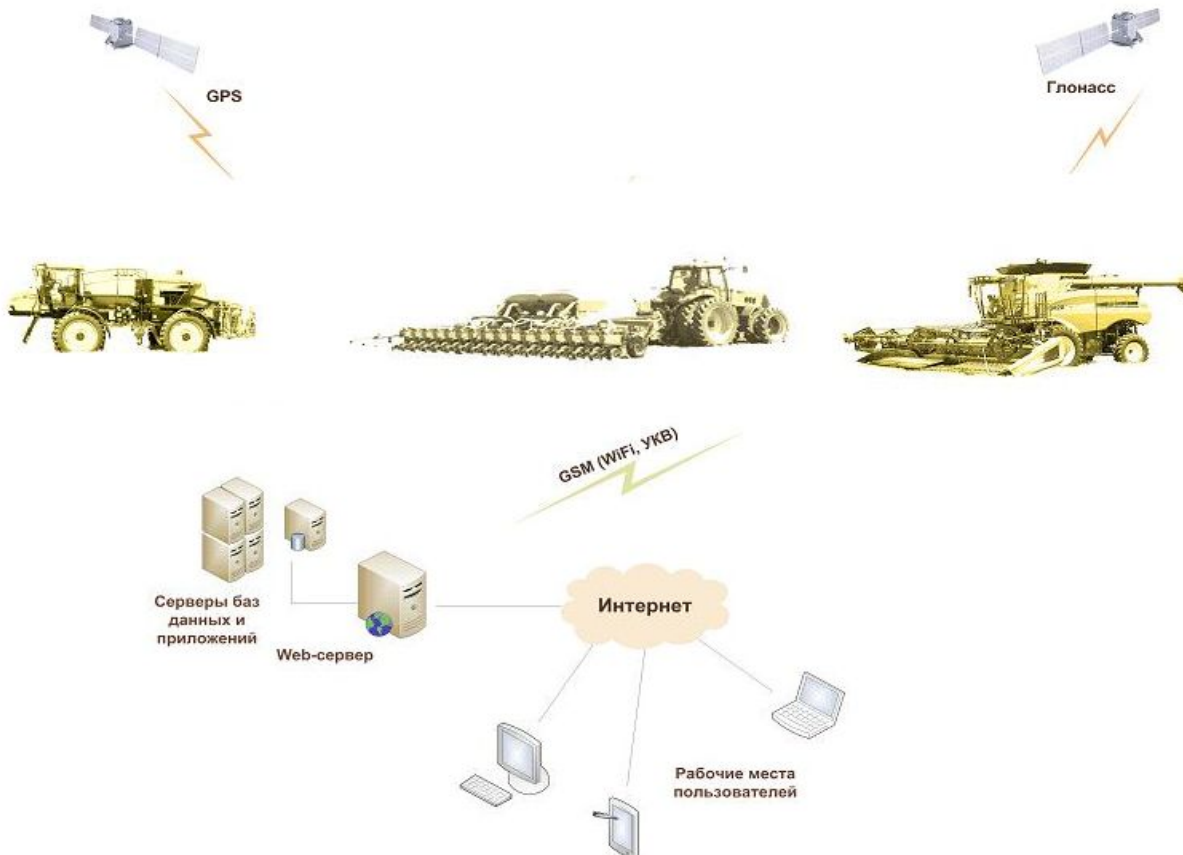 GPS
Глонасс
GSM (WiFi, УКВ)
Серверы баз
данных и
приложений
Web-сервер
Интернет
Рабочие места
пользователей